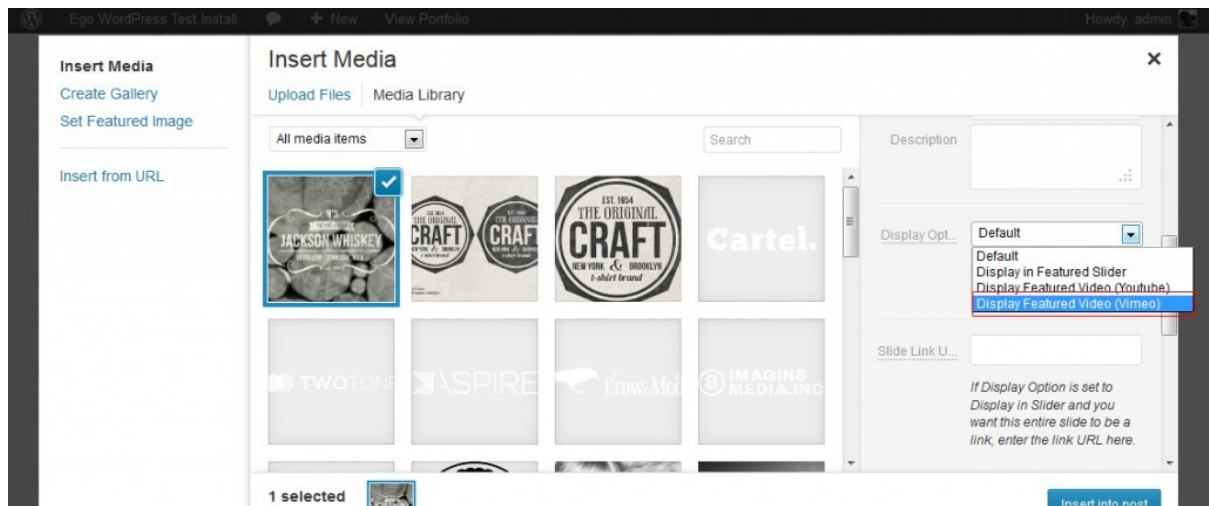 Ego WordPress Test Install
+ New
View Portfolio
Howdy, admin
Insert Media
Create Gallery
Set Featured Image
Insert from URL
Insert Media
×
Upload Files
Media Library
All media items
Search
JACKSON WHISKEY
CRAFT
CRAFT
EST. 1954
THE ORIGINAL
CRAFT
NEW YORK & BROOKLYN
t-shirt brand
Cartel.
TWOTONE
ASPIRE
CrowMed
8 IMAGIN8
MEDIA.INC
Description
Display Opt...
Default
Default
Display in Featured Slider
Display Featured Video (Youtube)
Display Featured Video (Vimeo)
Slide Link U...
If Display Option is set to
Display in Slider and you
want this entire slide to be a
link, enter the link URL here.
1 selected
Insert into post